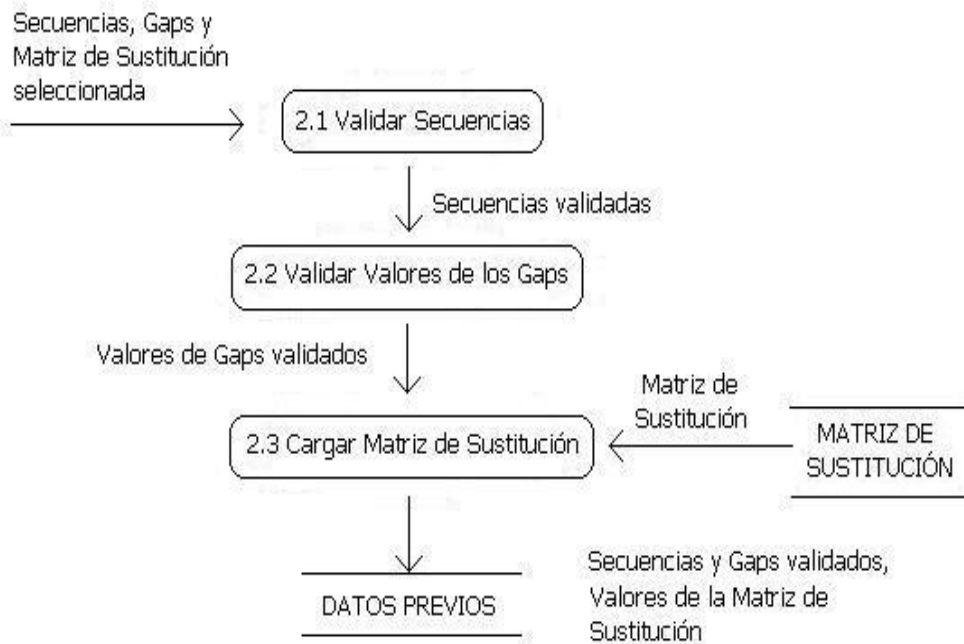 Secuencias, Gaps y
Matriz de Sustitución
seleccionada
2.1 Validar Secuencias
Secuencias validadas
2.2 Validar Valores de los Gaps
Valores de Gaps validados
Matriz de
Sustitución
2.3 Cargar Matriz de Sustitución
MATRIZ DE
SUSTITUCIÓN
DATOS PREVIOS
Secuencias y Gaps validados,
Valores de la Matriz de
Sustitución